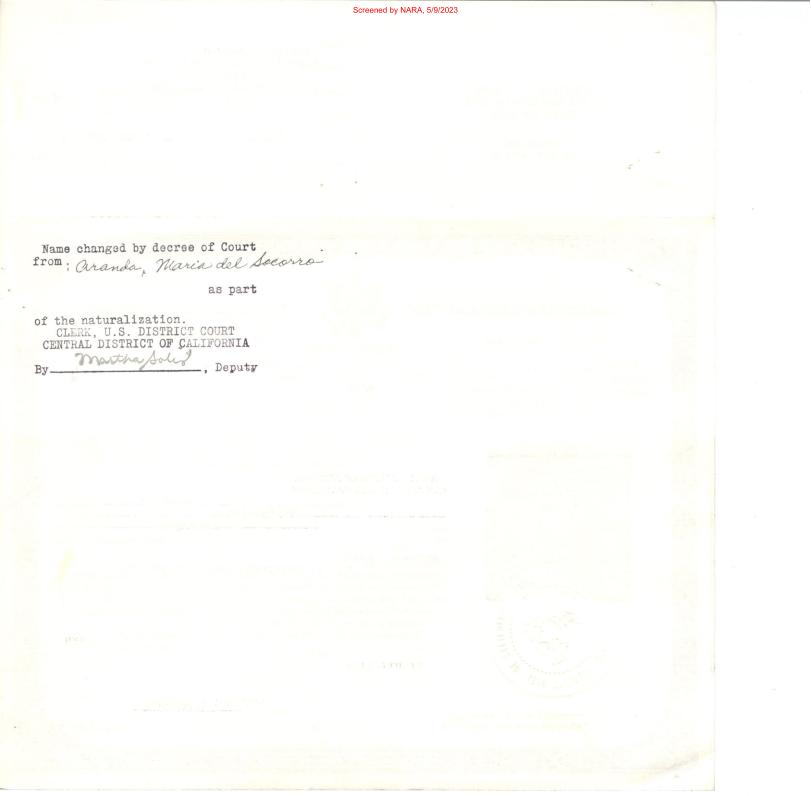 Screened by NARA, 5/9/2023
Name changed by decree of Court
from: Aranda, Maria del Socorro
as part
of the naturalization.
CLERK, U.S. DISTRICT COURT
CENTRAL DISTRICT OF CALIFORNIA
By Martha Solis, Deputy